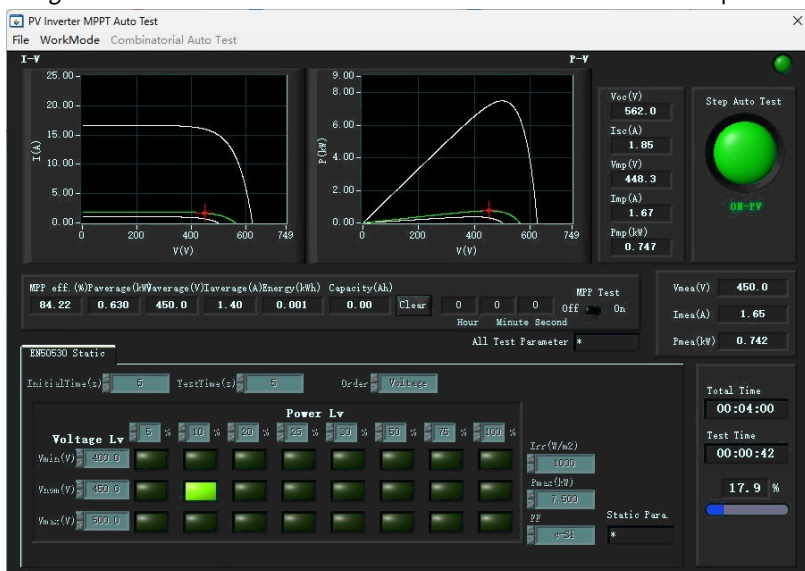 PV Inverter MPPT Auto Test
File WorkMode Combinatorial Auto Test
I-V
P-V
25.00
20.00
15.00
10.00
5.00
0.00
I(A)
0 200 400 600 749
V(V)
9.00
8.00
6.00
4.00
2.00
0.00
P(kW)
0 200 400 600 749
V(V)
Voc(V)
562.0
Isc(A)
1.85
Vmp(V)
448.3
Imp(A)
1.67
Pmp(kW)
0.747
Step Auto Test
ON-PV
MPP eff.(%) Paverage(kW) Vaverage(V) Iaverage(A) Energy(kWh) Capacity(Ah)
84.22 0.630 450.0 1.40 0.001 0.00 Clear 0 0 0
Hour Minute Second
MPP Test
Off On
All Test Parameter *
Vmea(V) 450.0
Imea(A) 1.65
Pmea(kW) 0.742
EN50530 Static
InitialTime(s) 5 TestTime(s) 5 Order Voltage
Power Lv
Voltage Lv 5 % 10 % 20 % 25 % 30 % 50 % 75 % 100 %
Vmin(V) 400.0
Vnom(V) 450.0
Vmax(V) 500.0
Irr(W/m2)
1000
Pmax(kW)
7.500
FF
c-Si
Static Para.
*
Total Time
00:04:00
Test Time
00:00:42
17.9 %